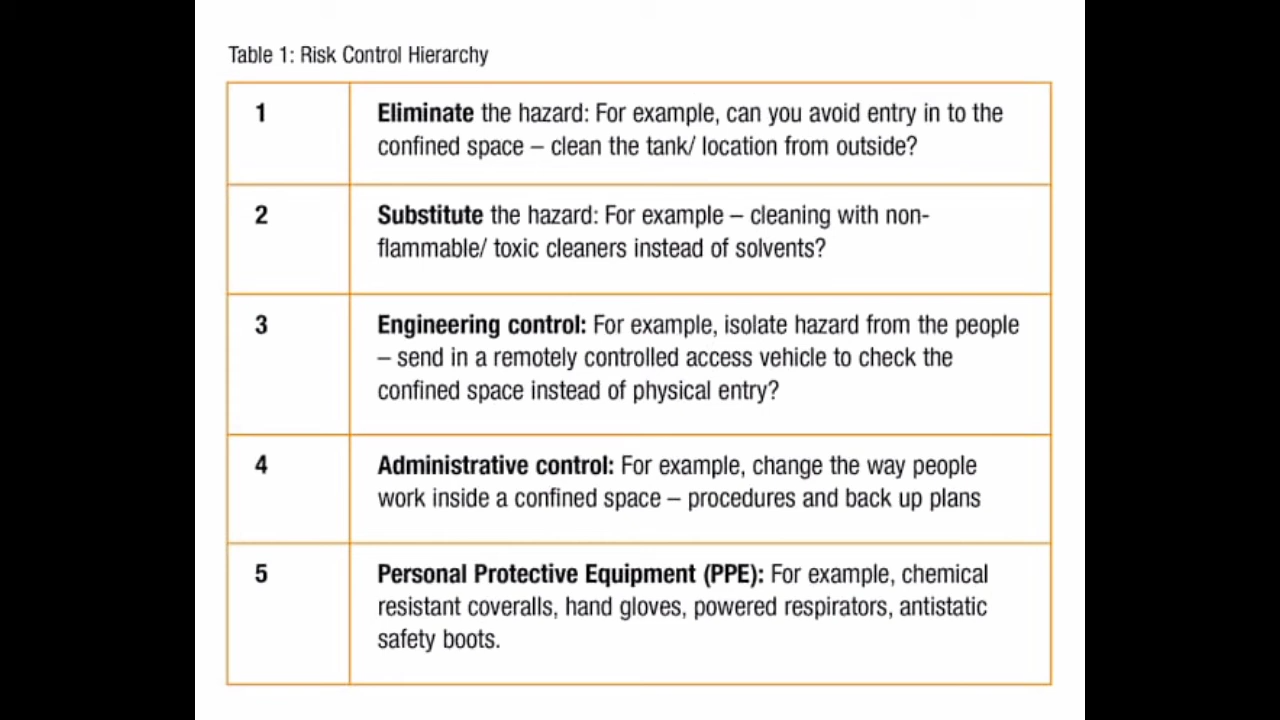 Table 1: Risk Control Hierarchy
1
Eliminate the hazard: For example, can you avoid entry in to the
confined space – clean the tank/ location from outside?
2
Substitute the hazard: For example – cleaning with non-
flammable/ toxic cleaners instead of solvents?
3
Engineering control: For example, isolate hazard from the people
– send in a remotely controlled access vehicle to check the
confined space instead of physical entry?
4
Administrative control: For example, change the way people
work inside a confined space – procedures and back up plans
5
Personal Protective Equipment (PPE): For example, chemical
resistant coveralls, hand gloves, powered respirators, antistatic
safety boots.